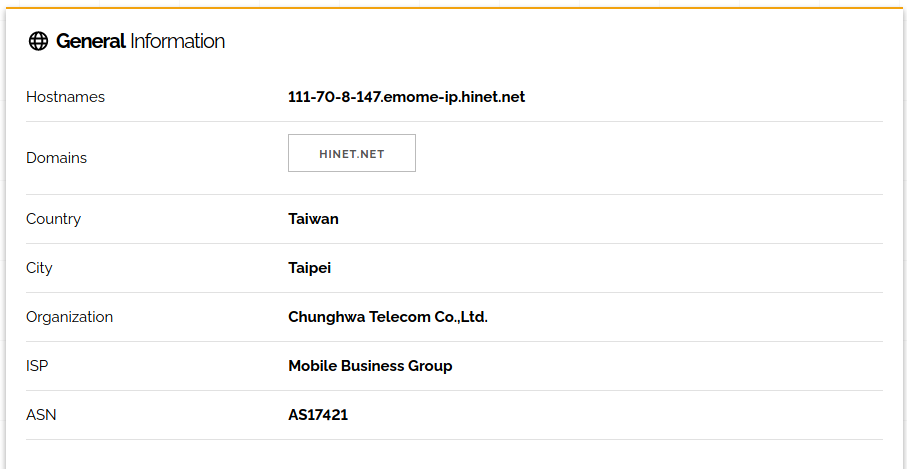 General Information
Hostnames 111-70-8-147.emome-ip.hinet.net
Domains HINET.NET
Country Taiwan
City Taipei
Organization Chunghwa Telecom Co.,Ltd.
ISP Mobile Business Group
ASN AS17421